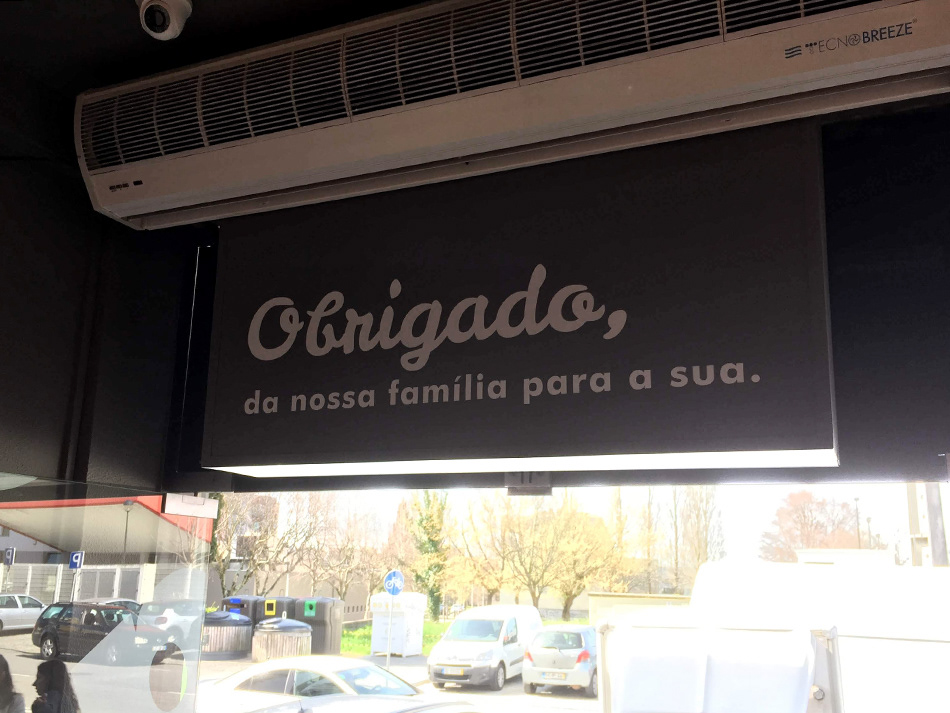 TECNOBREEZE
Obrigado,
da nossa família para a sua.
P
P